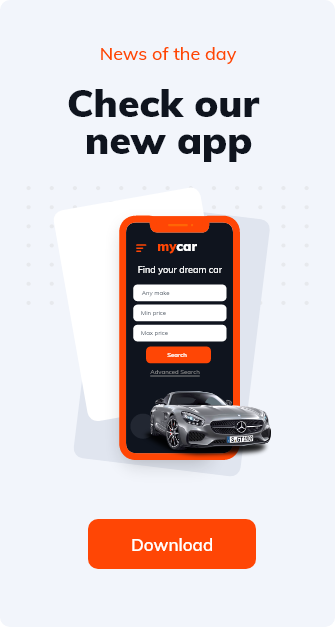 News of the day
Check our
new app
mycar
Find your dream car
Any make
Min price
Max price
Search
Advanced Search
Download